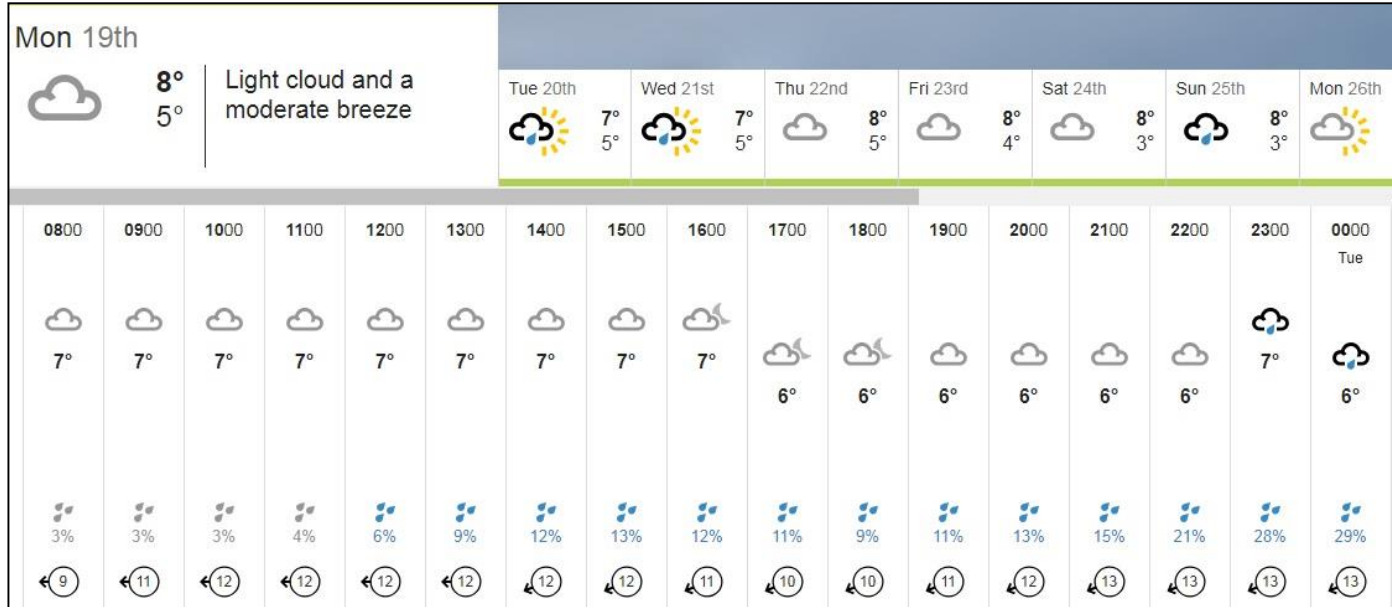 Mon 19th
8°
5°
Light cloud and a
moderate breeze
Tue 20th
7°
5°
Wed 21st
7°
5°
Thu 22nd
8°
5°
Fri 23rd
8°
4°
Sat 24th
8°
3°
Sun 25th
8°
3°
Mon 26th
0800 0900 1000 1100 1200 1300 1400 1500 1600 1700 1800 1900 2000 2100 2200 2300 0000
Tue
7° 7° 7° 7° 7° 7° 7° 7° 7° 6° 6° 6° 6° 6° 6° 7° 6°
3% 3% 3% 4% 6% 9% 12% 13% 12% 11% 9% 11% 13% 15% 21% 28% 29%
9 11 12 12 12 12 12 12 11 10 10 11 12 13 13 13 13